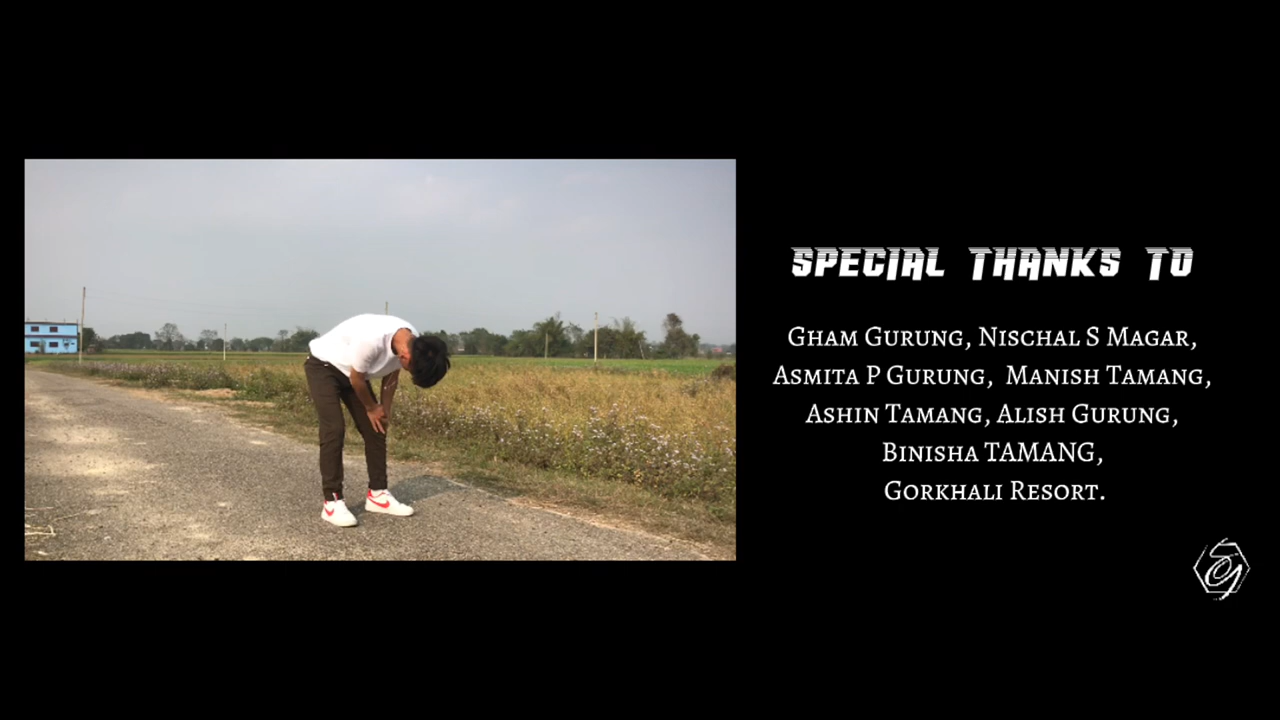 SPECIAL THANKS TO
Gham Gurung, Nischal S Magar,
Asmita P Gurung, Manish Tamang,
Ashin Tamang, Alish Gurung,
Binisha TAMANG,
Gorkhali Resort.
SG